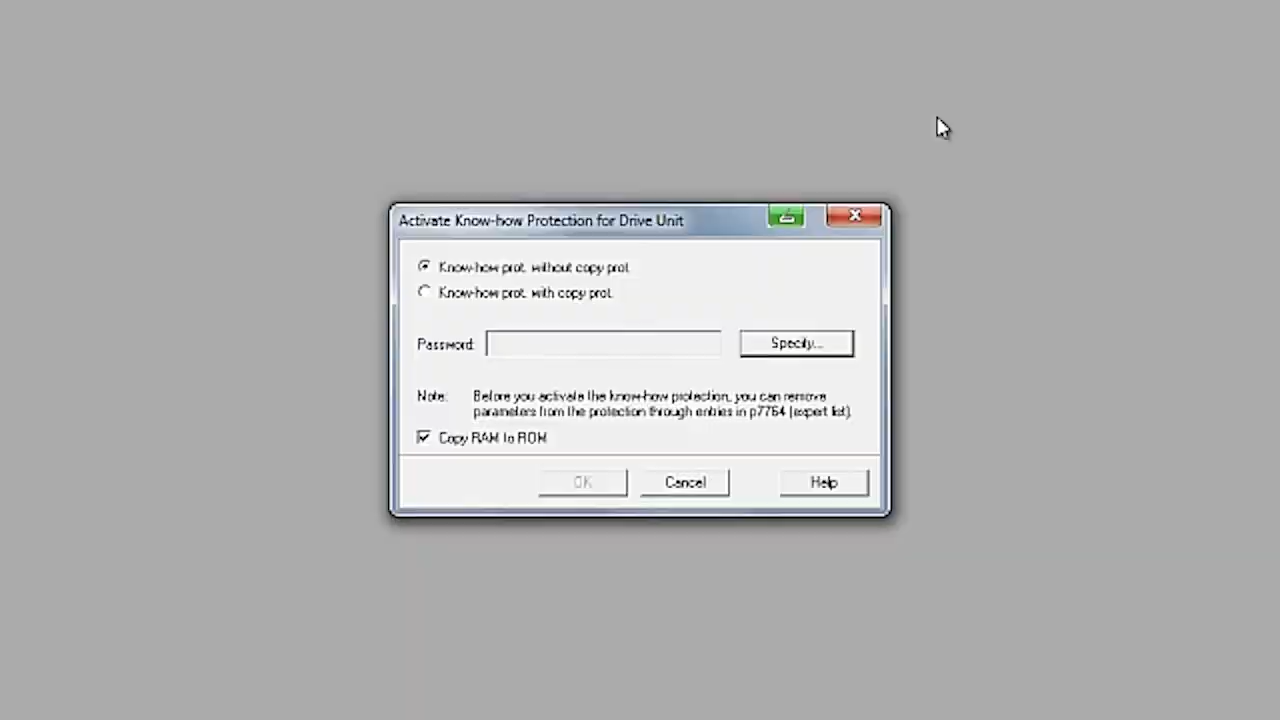 Activate Know-how Protection for Drive Unit
Know-how prot. without copy prot.
Know-how prot. with copy prot.
Password:
Specify...
Note: Before you activate the know-how protection, you can remove
parameters from the protection through entries in p7764 (expert list).
Copy RAM to ROM
OK Cancel Help